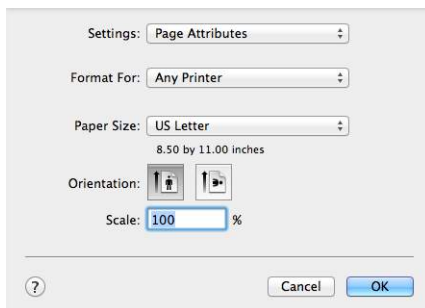 Settings: Page Attributes
Format For: Any Printer
Paper Size: US Letter
8.50 by 11.00 inches
Orientation:
Scale: 100 %
? Cancel OK